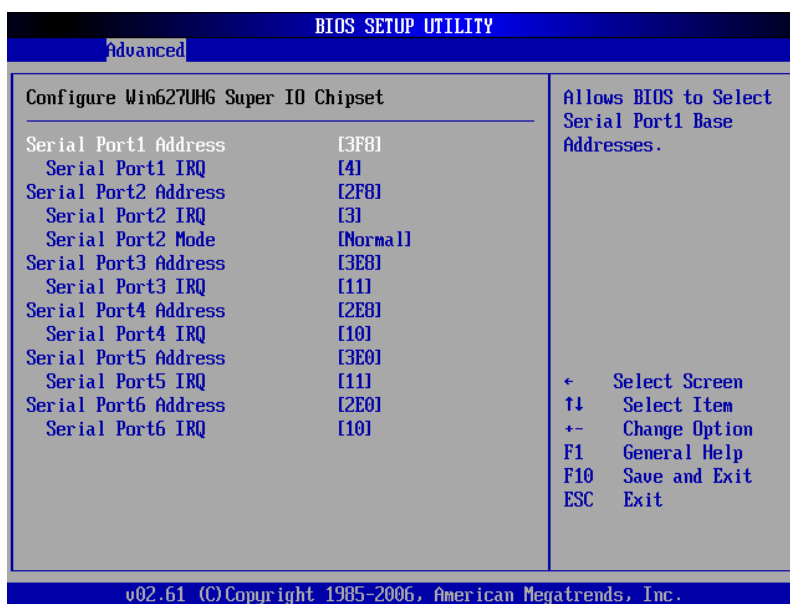 BIOS SETUP UTILITY
Advanced
Configure Win627UHG Super IO Chipset
Serial Port1 Address [3F8]
Serial Port1 IRQ [4]
Serial Port2 Address [2F8]
Serial Port2 IRQ [3]
Serial Port2 Mode [Normal]
Serial Port3 Address [3E8]
Serial Port3 IRQ [11]
Serial Port4 Address [2E8]
Serial Port4 IRQ [10]
Serial Port5 Address [3E0]
Serial Port5 IRQ [11]
Serial Port6 Address [2E0]
Serial Port6 IRQ [10]
Allows BIOS to Select
Serial Port1 Base
Addresses.
← Select Screen
↑↓ Select Item
+- Change Option
F1 General Help
F10 Save and Exit
ESC Exit
v02.61 (C)Copyright 1985-2006, American Megatrends, Inc.